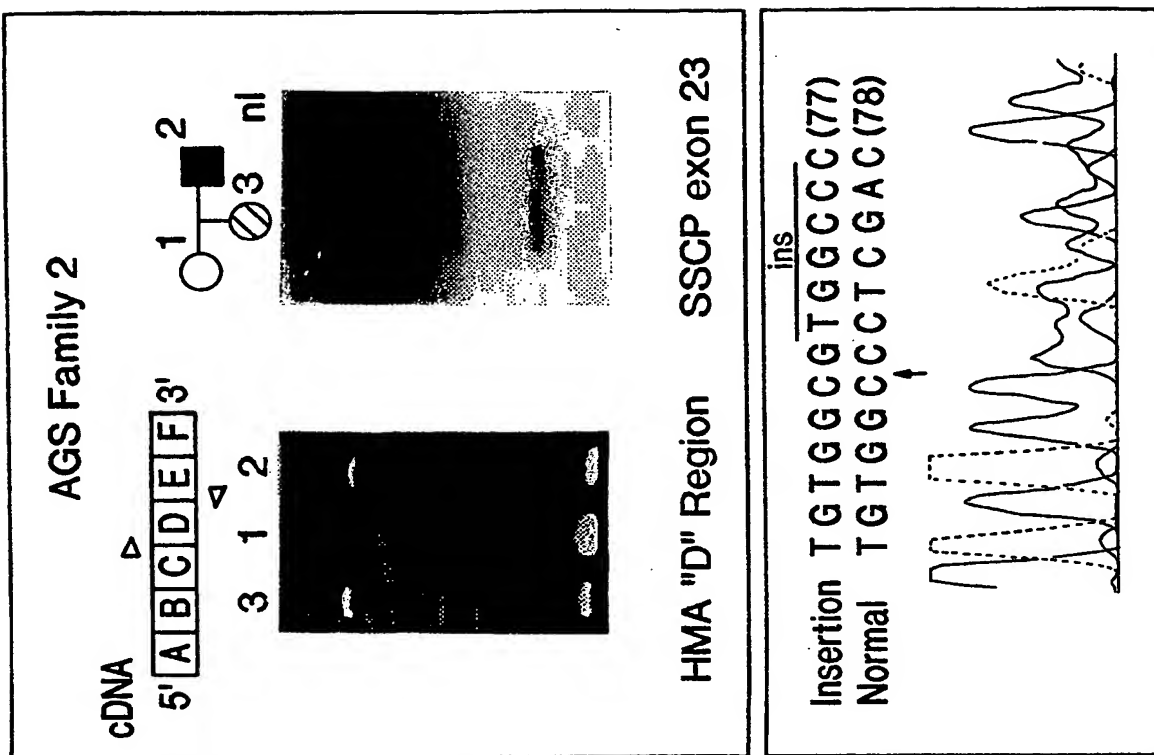 AGS Family 2
cDNA
5' A B C D E F 3'
1 2
3
3 1 2
nl
HMA "D" Region SSCP exon 23
ins
Insertion T G T G G C G T G G C C C (77)
Normal T G T G G C C C T C G A C (78)